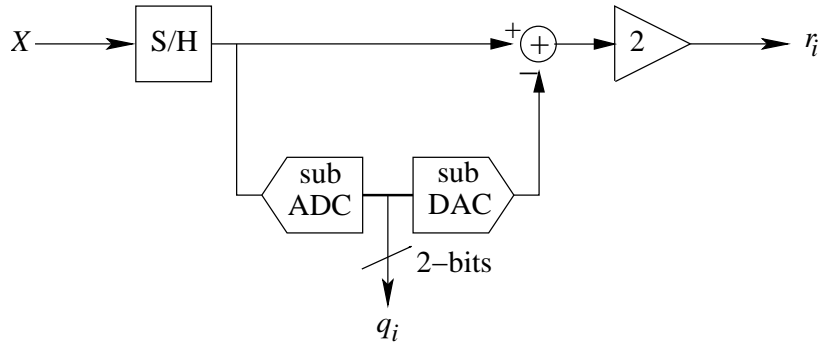 X
S/H
+
+
−
2
r_i
sub
ADC
sub
DAC
2−bits
q_i